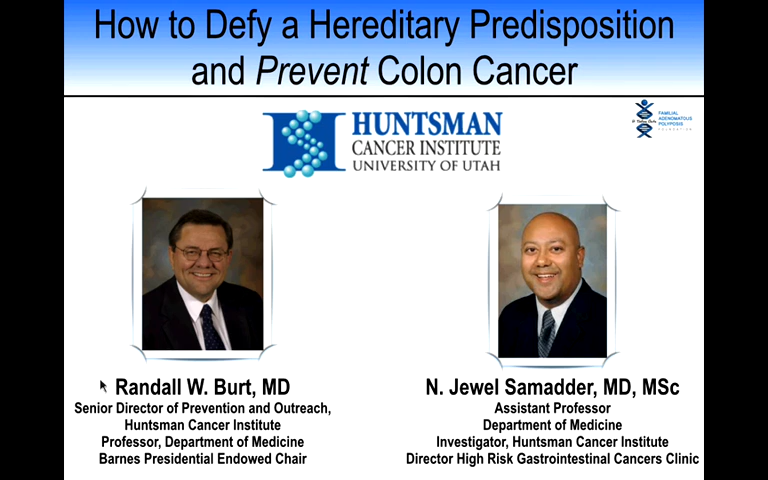 How to Defy a Hereditary Predisposition
and Prevent Colon Cancer
HUNTSMAN
CANCER INSTITUTE
UNIVERSITY OF UTAH
FAMILIAL
ADENOMATOUS
POLYPOSIS
FOUNDATION
Randall W. Burt, MD
Senior Director of Prevention and Outreach,
Huntsman Cancer Institute
Professor, Department of Medicine
Barnes Presidential Endowed Chair
N. Jewel Samadder, MD, MSc
Assistant Professor
Department of Medicine
Investigator, Huntsman Cancer Institute
Director High Risk Gastrointestinal Cancers Clinic